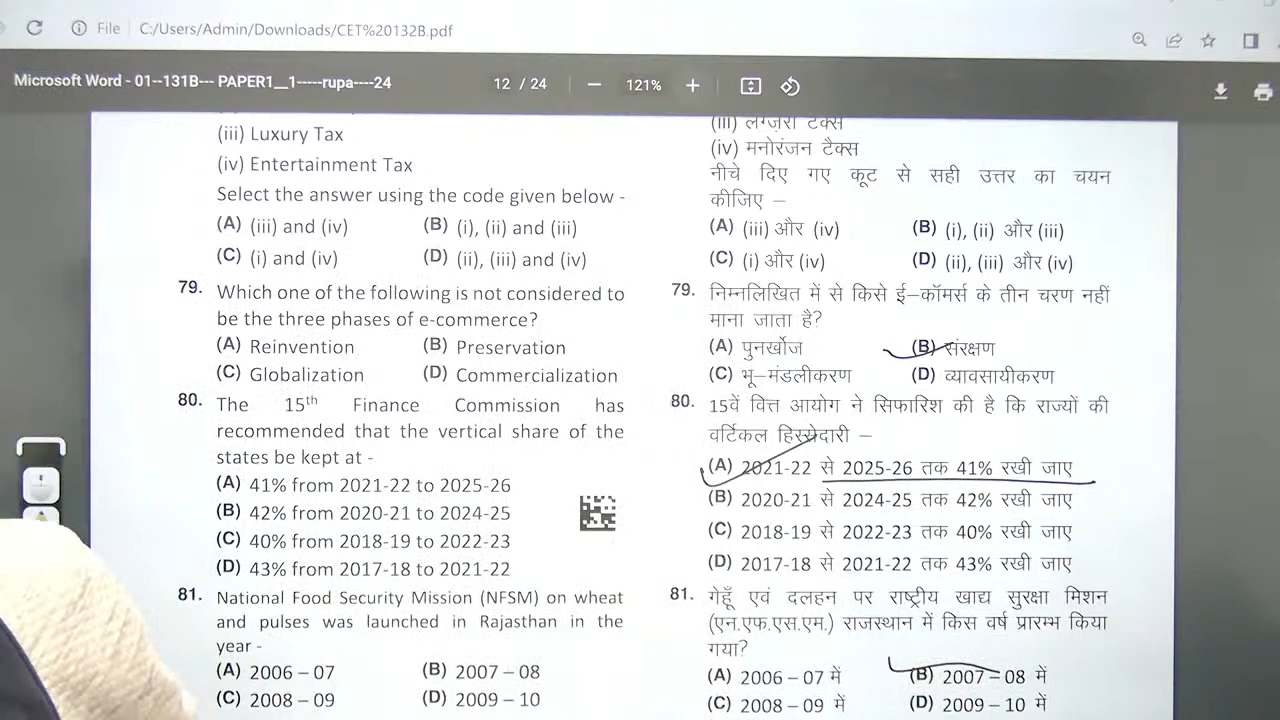 File C:/Users/Admin/Downloads/CET%20132B.pdf
Microsoft Word - 01--131B--- PAPER1__1-----rupa----24
12 / 24
121%
(iii) Luxury Tax
(iv) Entertainment Tax
Select the answer using the code given below -
(A) (iii) and (iv) (B) (i), (ii) and (iii)
(C) (i) and (iv) (D) (ii), (iii) and (iv)
79. Which one of the following is not considered to
be the three phases of e-commerce?
(A) Reinvention (B) Preservation
(C) Globalization (D) Commercialization
80. The 15th Finance Commission has
recommended that the vertical share of the
states be kept at -
(A) 41% from 2021-22 to 2025-26
(B) 42% from 2020-21 to 2024-25
(C) 40% from 2018-19 to 2022-23
(D) 43% from 2017-18 to 2021-22
81. National Food Security Mission (NFSM) on wheat
and pulses was launched in Rajasthan in the
year -
(A) 2006 – 07 (B) 2007 – 08
(C) 2008 – 09 (D) 2009 – 10
(iii) लग्ज़री टैक्स
(iv) मनोरंजन टैक्स
नीचे दिए गए कूट से सही उत्तर का चयन
कीजिए –
(A) (iii) और (iv) (B) (i), (ii) और (iii)
(C) (i) और (iv) (D) (ii), (iii) और (iv)
79. निम्नलिखित में से किसे ई–कॉमर्स के तीन चरण नहीं
माना जाता है?
(A) पुनर्खोज (B) संरक्षण
(C) भू–मंडलीकरण (D) व्यावसायीकरण
80. 15वें वित्त आयोग ने सिफारिश की है कि राज्यों की
वर्टिकल हिस्सेदारी –
(A) 2021-22 से 2025-26 तक 41% रखी जाए
(B) 2020-21 से 2024-25 तक 42% रखी जाए
(C) 2018-19 से 2022-23 तक 40% रखी जाए
(D) 2017-18 से 2021-22 तक 43% रखी जाए
81. गेहूँ एवं दलहन पर राष्ट्रीय खाद्य सुरक्षा मिशन
(एन.एफ.एस.एम.) राजस्थान में किस वर्ष प्रारम्भ किया
गया?
(A) 2006 – 07 में (B) 2007 – 08 में
(C) 2008 – 09 में (D) 2009 – 10 में